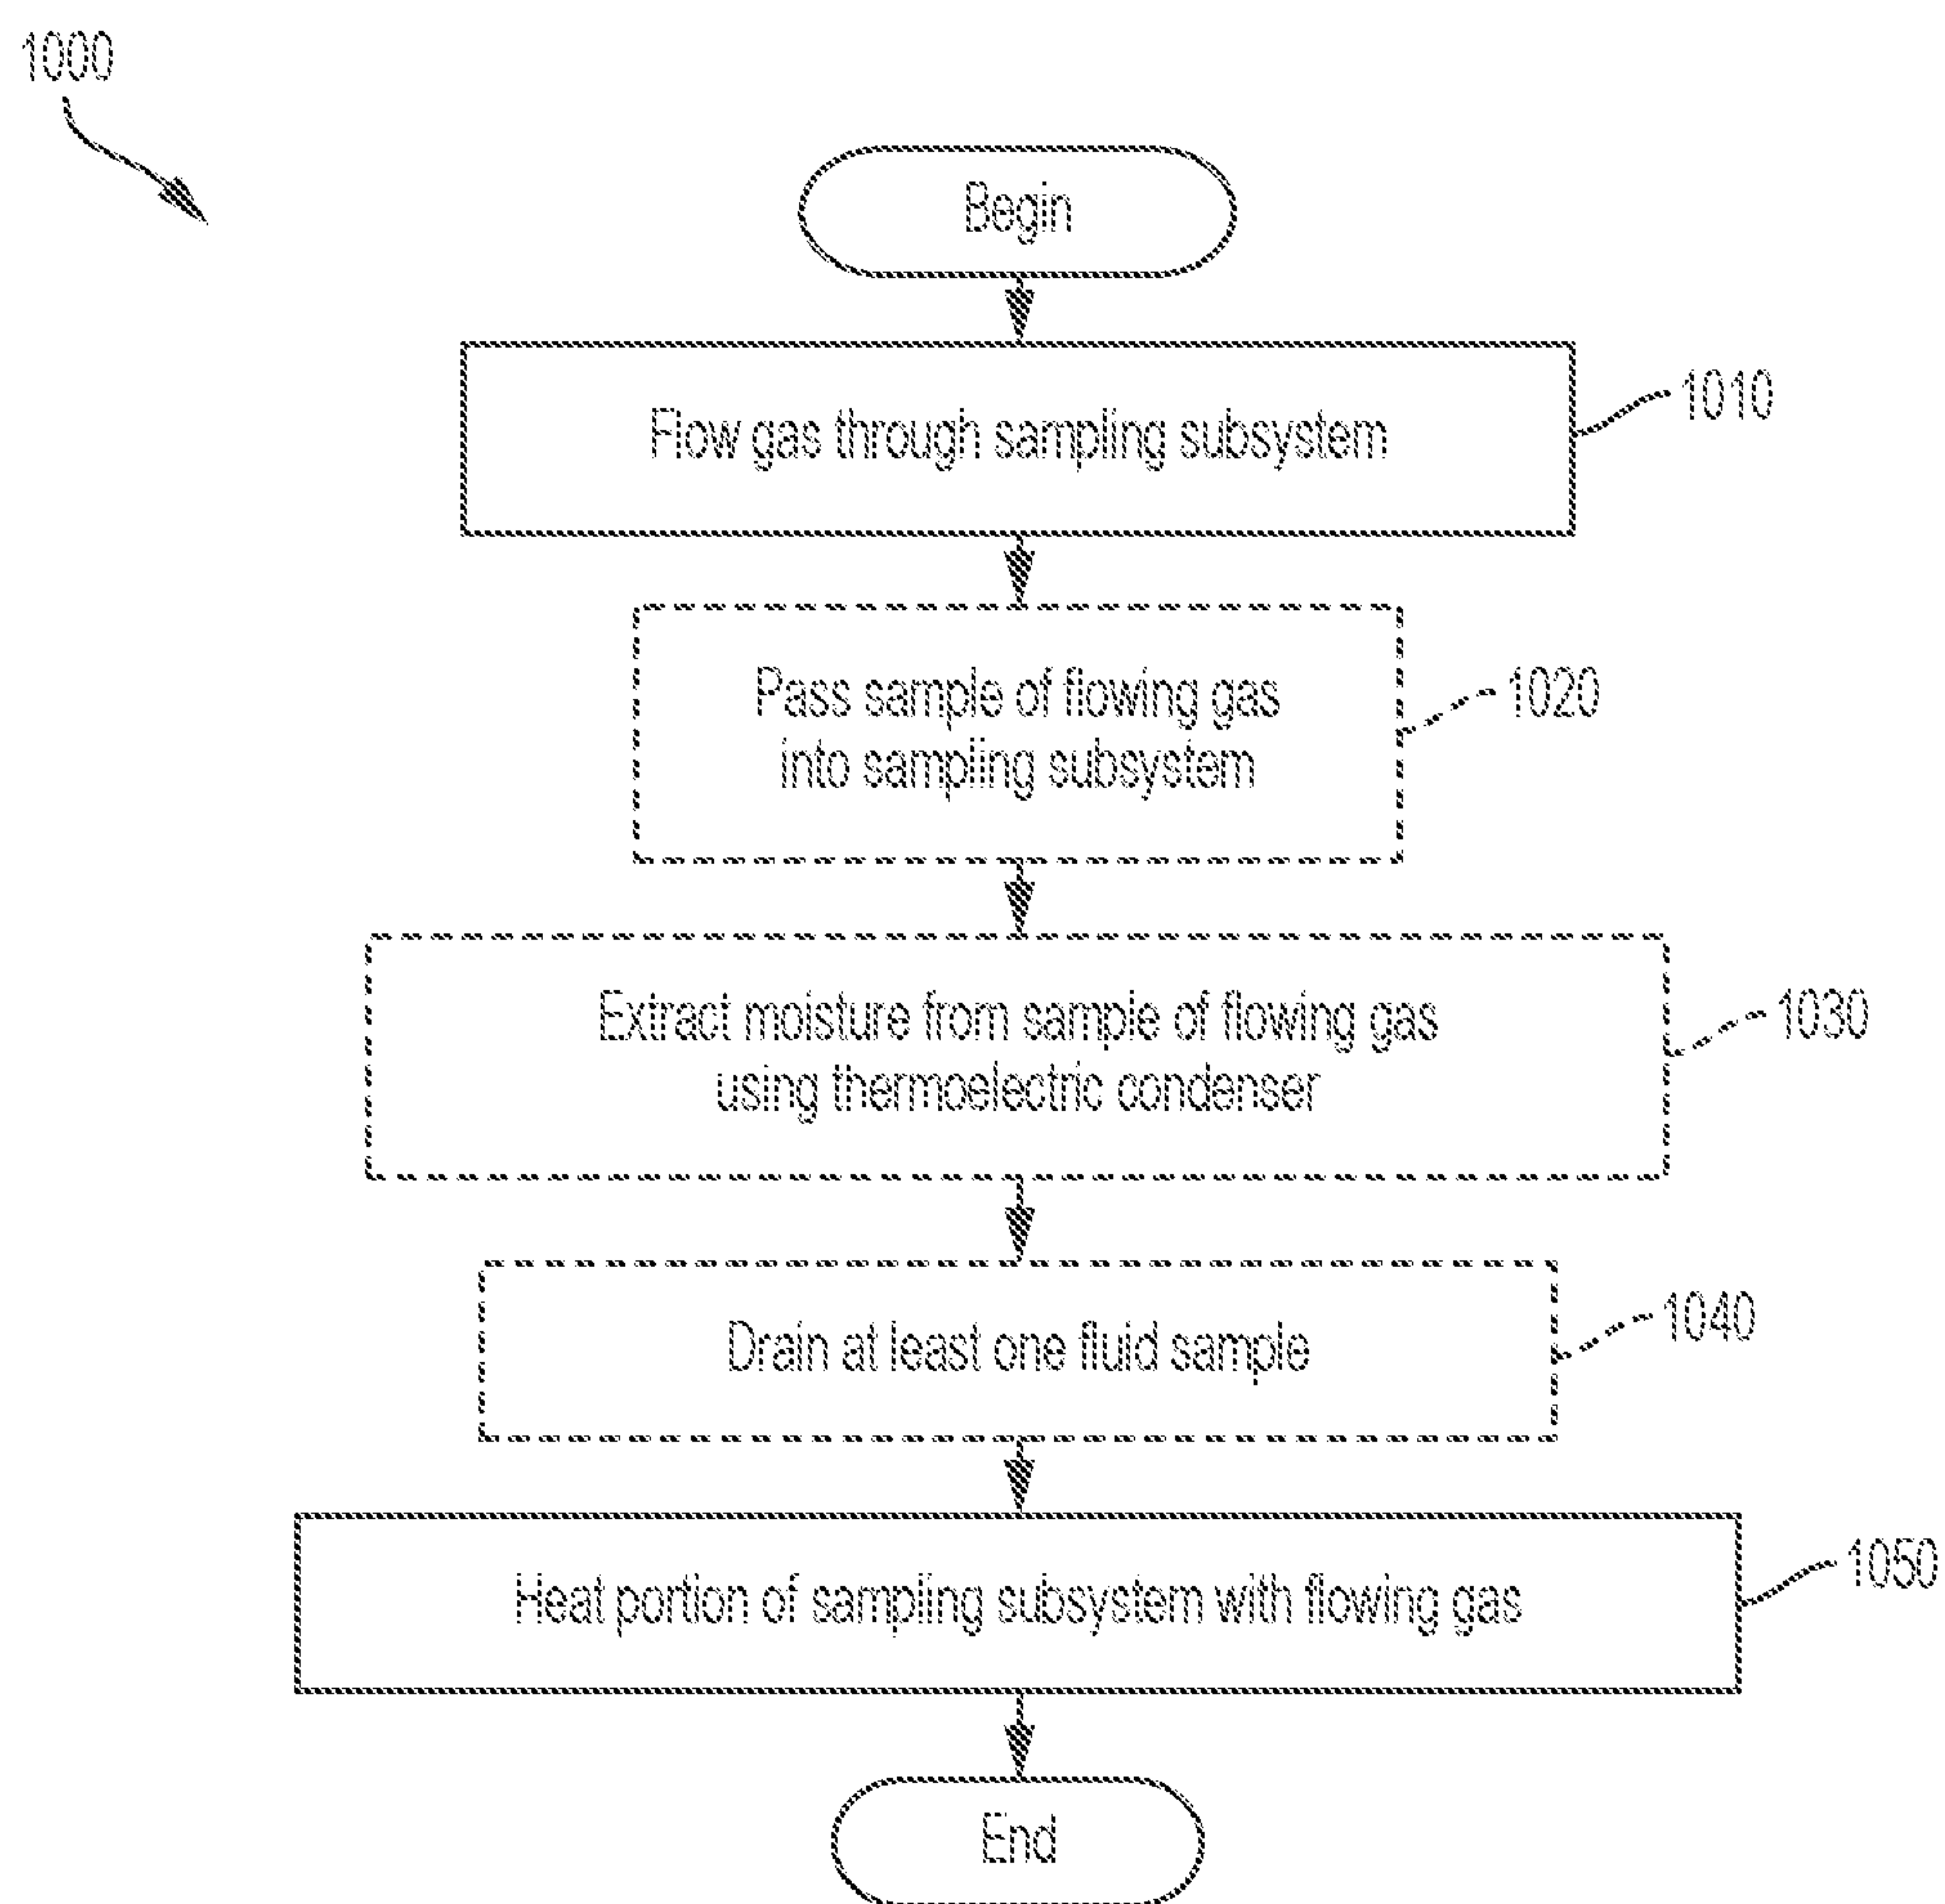 1000
Begin
Flow gas through sampling subsystem
1010
Pass sample of flowing gas
into sampling subsystem
1020
Extract moisture from sample of flowing gas
using thermoelectric condenser
1030
Drain at least one fluid sample
1040
Heat portion of sampling subsystem with flowing gas
1050
End